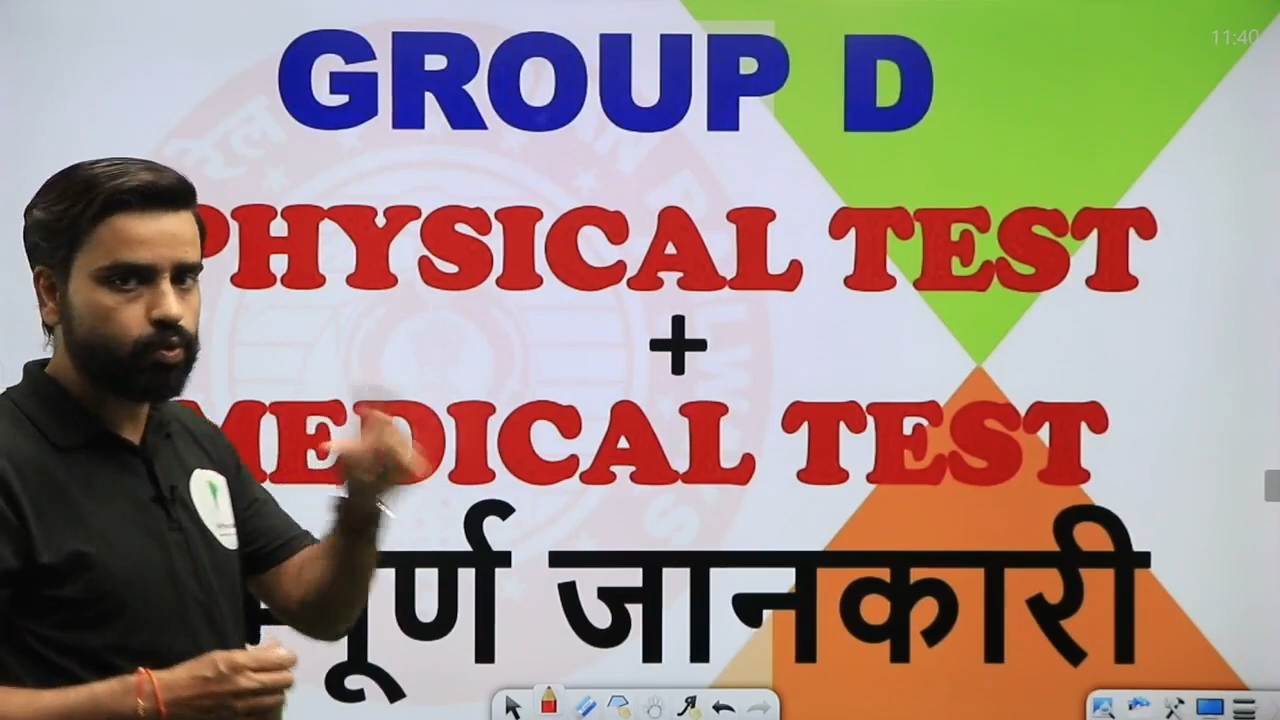 11:40
GROUP D
PHYSICAL TEST
+
MEDICAL TEST
जानकारी